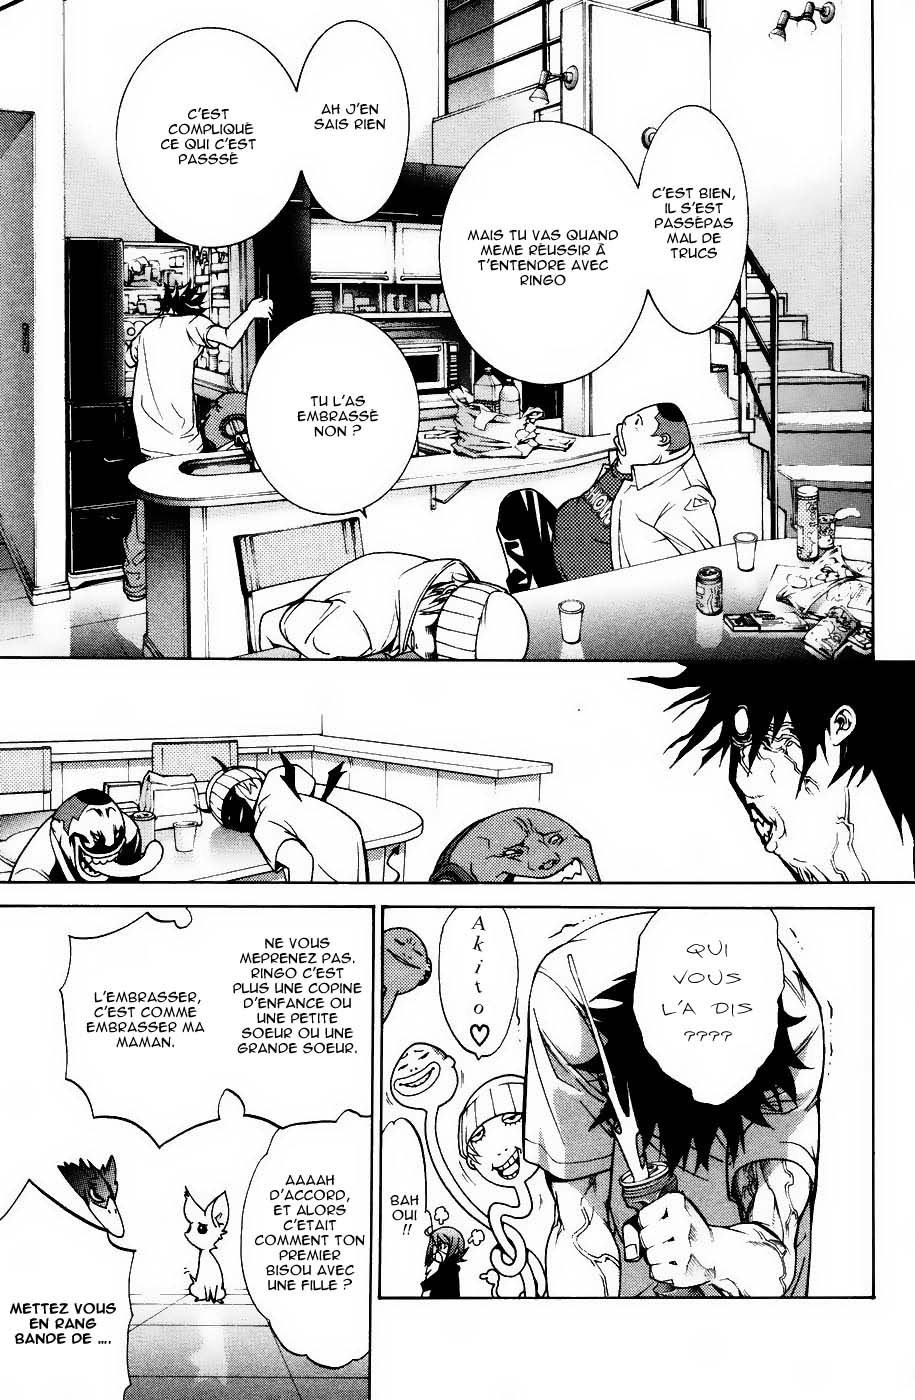 C'EST BIEN,
IL S'EST
PASSÉPAS
MAL DE
TRUCS
MAIS TU VAS QUAND
MEME RÉUSSIR À
T'ENTENDRE AVEC
RINGO
AH J'EN
SAIS RIEN
C'EST
COMPLIQUÉ
CE QUI C'EST
PASSSÉ
TU L'AS
EMBRASSÉ
NON ?
QUI
VOUS
L'A DIS
????
Akito♡
BAH
OUI !!
NE VOUS
MEPRENEZ PAS.
RINGO C'EST
PLUS UNE COPINE
D'ENFANCE OU
UNE PETITE
SOEUR OU UNE
GRANDE SOEUR.
L'EMBRASSER,
C'EST COMME
EMBRASSER MA
MAMAN.
AAAAH
D'ACCORD,
ET ALORS
C'ETAIT
COMMENT TON
PREMIER
BISOU AVEC
UNE FILLE ?
METTEZ VOUS
EN RANG
BANDE DE ....